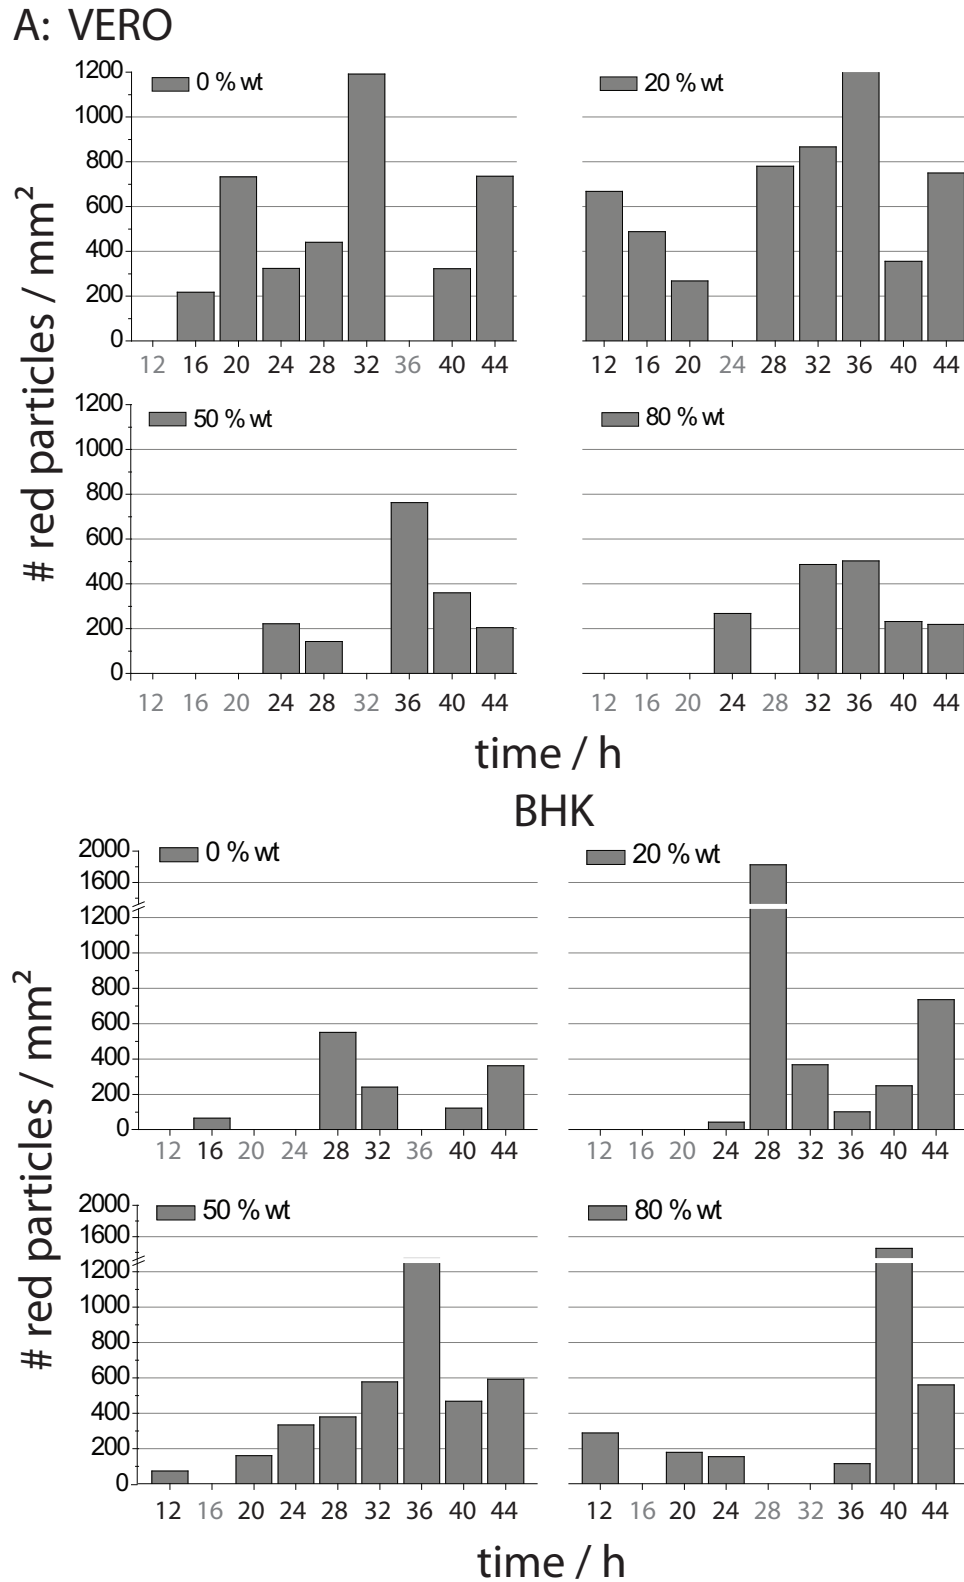 A: VERO
# red particles / mm²
0 % wt
1200
1000
800
600
400
200
0
12 16 20 24 28 32 36 40 44
20 % wt
12 16 20 24 28 32 36 40 44
50 % wt
1200
1000
800
600
400
200
0
12 16 20 24 28 32 36 40 44
80 % wt
12 16 20 24 28 32 36 40 44
time / h
BHK
# red particles / mm²
0 % wt
2000
1600
1200
1000
800
600
400
200
0
12 16 20 24 28 32 36 40 44
20 % wt
12 16 20 24 28 32 36 40 44
50 % wt
2000
1600
1200
1000
800
600
400
200
0
12 16 20 24 28 32 36 40 44
80 % wt
12 16 20 24 28 32 36 40 44
time / h